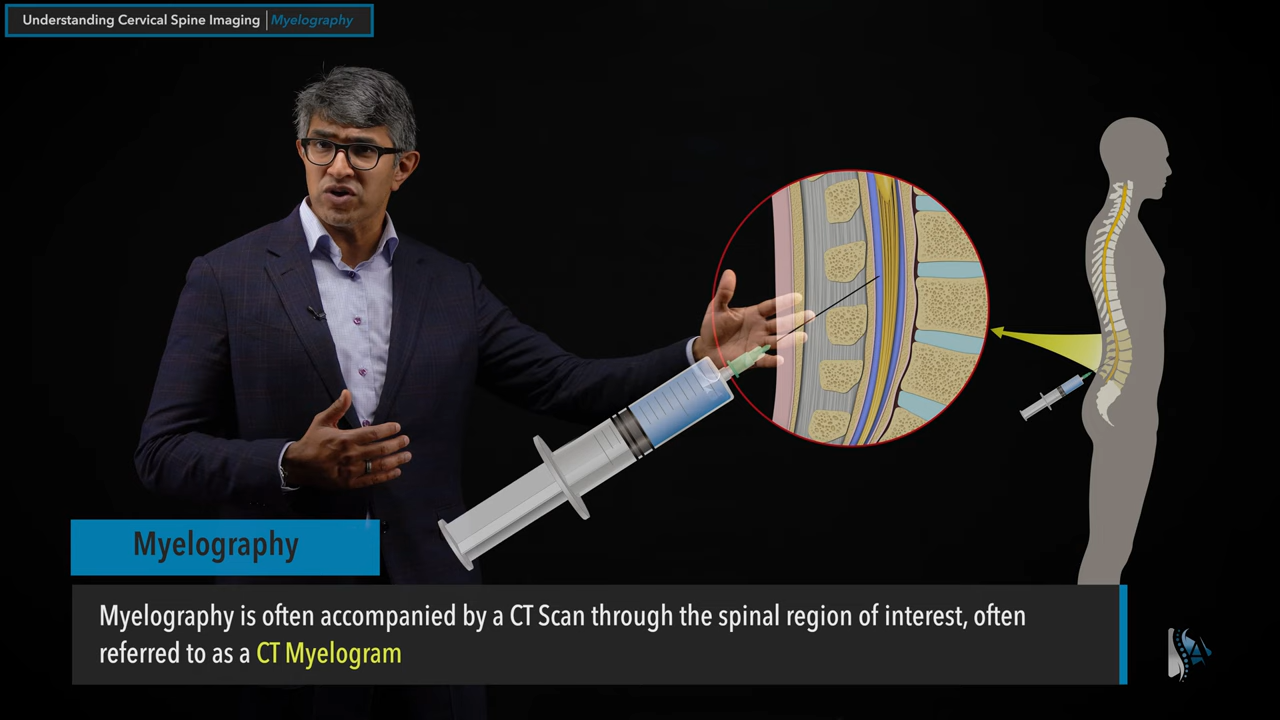 Understanding Cervical Spine Imaging | Myelography
Myelography
Myelography is often accompanied by a CT Scan through the spinal region of interest, often
referred to as a CT Myelogram